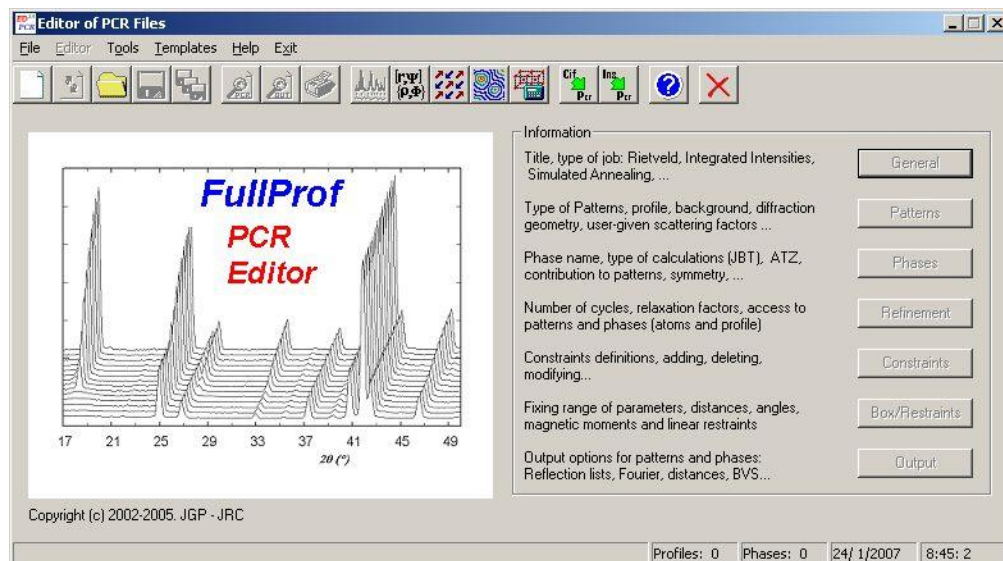 Editor of PCR Files
File Editor Tools Templates Help Exit
Cif Pcr
Ins Pcr
FullProf
PCR
Editor
17 21 25 29 33 37 41 45 49
2θ (°)
Copyright (c) 2002-2005. JGP - JRC
Information
Title, type of job: Rietveld, Integrated Intensities,
Simulated Annealing, ...
General
Type of Patterns, profile, background, diffraction
geometry, user-given scattering factors ...
Patterns
Phase name, type of calculations (JBT), ATZ,
contribution to patterns, symmetry, ...
Phases
Number of cycles, relaxation factors, access to
patterns and phases (atoms and profile)
Refinement
Constraints definitions, adding, deleting,
modifying...
Constraints
Fixing range of parameters, distances, angles,
magnetic moments and linear restraints
Box/Restraints
Output options for patterns and phases:
Reflection lists, Fourier, distances, BVS...
Output
Profiles: 0 Phases: 0 24/ 1/2007 8:45: 2